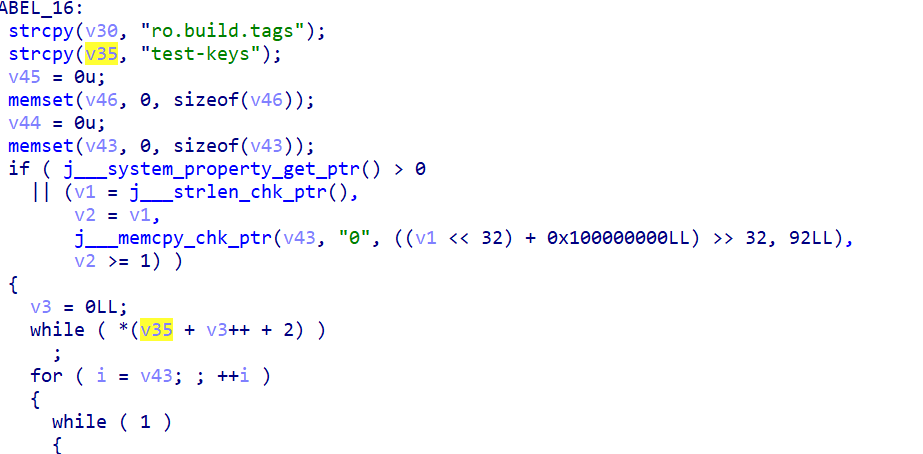 ABEL_16:
strcpy(v30, "ro.build.tags");
strcpy(v35, "test-keys");
v45 = 0u;
memset(v46, 0, sizeof(v46));
v44 = 0u;
memset(v43, 0, sizeof(v43));
if ( j___system_property_get_ptr() > 0
|| (v1 = j___strlen_chk_ptr(),
v2 = v1,
j___memcpy_chk_ptr(v43, "0", ((v1 << 32) + 0x100000000LL) >> 32, 92LL),
v2 >= 1) )
{
v3 = 0LL;
while ( *(v35 + v3++ + 2) )
;
for ( i = v43; ; ++i )
{
while ( 1 )
{